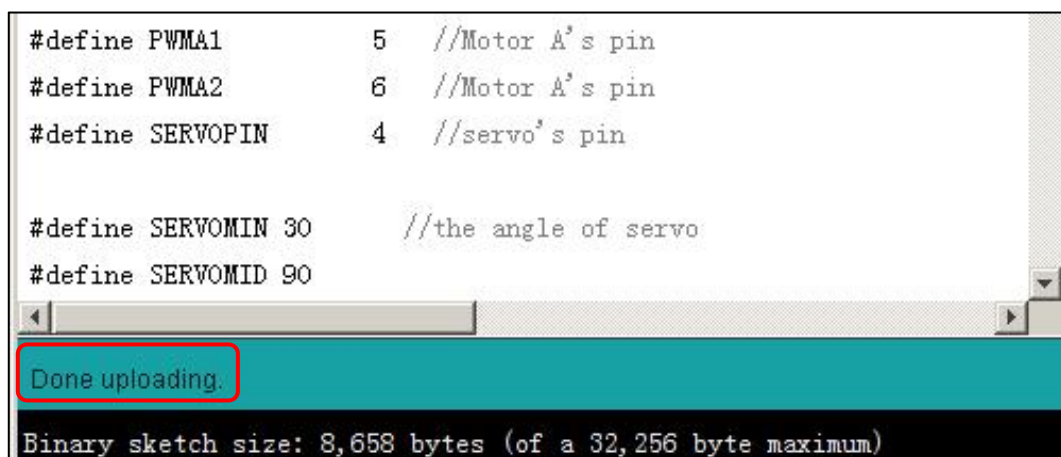 #define PWMA1 5 //Motor A's pin
#define PWMA2 6 //Motor A's pin
#define SERVOPIN 4 //servo's pin
#define SERVOMIN 30 //the angle of servo
#define SERVOMID 90
Done uploading.
Binary sketch size: 8,658 bytes (of a 32,256 byte maximum)